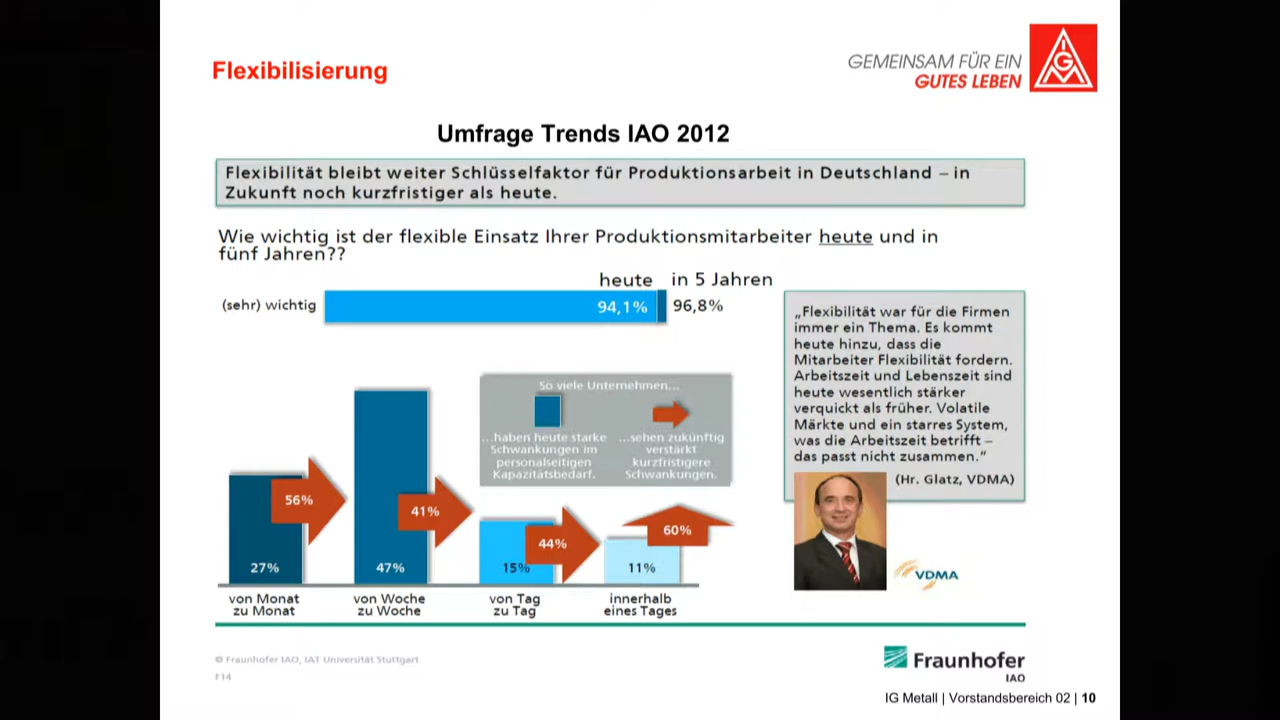 Flexibilisierung
GEMEINSAM FÜR EIN
GUTES LEBEN
IGM
Umfrage Trends IAO 2012
Flexibilität bleibt weiter Schlüsselfaktor für Produktionsarbeit in Deutschland – in
Zukunft noch kurzfristiger als heute.
Wie wichtig ist der flexible Einsatz Ihrer Produktionsmitarbeiter heute und in
fünf Jahren??
heute in 5 Jahren
(sehr) wichtig 94,1% 96,8%
„Flexibilität war für die Firmen
immer ein Thema. Es kommt
heute hinzu, dass die
Mitarbeiter Flexibilität fordern.
Arbeitszeit und Lebenszeit sind
heute wesentlich stärker
verquickt als früher. Volatile
Märkte und ein starres System,
was die Arbeitszeit betrifft –
das passt nicht zusammen.“
(Hr. Glatz, VDMA)
VDMA
So viele Unternehmen...
...haben heute starke
Schwankungen im
personalseitigen
Kapazitätsbedarf.
...sehen zukünftig
verstärkt
kurzfristigere
Schwankungen.
56%
41%
44%
60%
27%
47%
15%
11%
von Monat
zu Monat
von Woche
zu Woche
von Tag
zu Tag
innerhalb
eines Tages
© Fraunhofer IAO, IAT Universität Stuttgart
F14
Fraunhofer
IAO
IG Metall | Vorstandsbereich 02 | 10